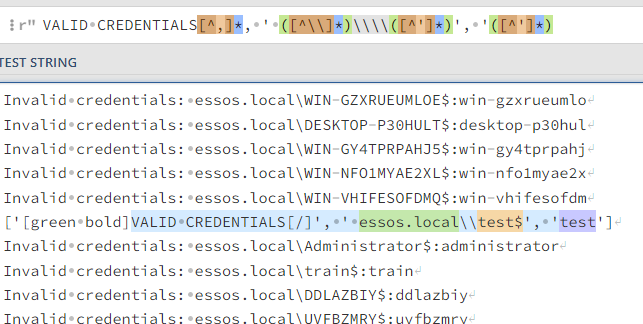 r" VALID CREDENTIALS[^,]*, ' ([^\\]*)\\\\([^']*)', '([^']*)
TEST STRING
Invalid credentials: essos.local\WIN-GZXRUEUMLOE$:win-gzxrueumlo
Invalid credentials: essos.local\DESKTOP-P30HULT$:desktop-p30hul
Invalid credentials: essos.local\WIN-GY4TPRPAHJ5$:win-gy4tprpahj
Invalid credentials: essos.local\WIN-NFO1MYAE2XL$:win-nfo1myae2x
Invalid credentials: essos.local\WIN-VHIFESOFDMQ$:win-vhifesofdm
['[green bold]VALID CREDENTIALS[/]', ' essos.local\\test$', 'test']
Invalid credentials: essos.local\Administrator$:administrator
Invalid credentials: essos.local\train$:train
Invalid credentials: essos.local\DDLAZBIY$:ddlazbiy
Invalid credentials: essos.local\UVFBZMRY$:uvfbzmry